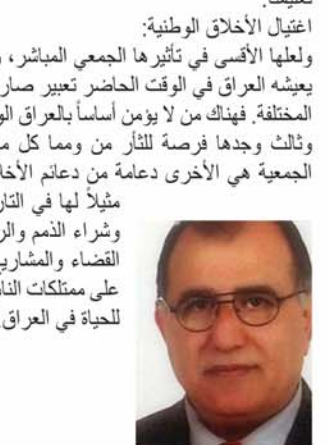 اغتيال الأخلاق الوطنية:
ولعلها الأقسى في تأثيرها الجمعي المباشر، و
يعيشه العراق في الوقت الحاضر تعبير صار
المختلفة. فهناك من لا يؤمن أساساً بالعراق الو
وثالث وجدها فرصة للثأر من ومما كل م
الجمعية هي الأخرى دعامة من دعائم الأخا
مثيلاً لها في التار
وشراء الذمم والر
القضاء والمشاريع
على ممتلكات الناس
للحياة في العراق.